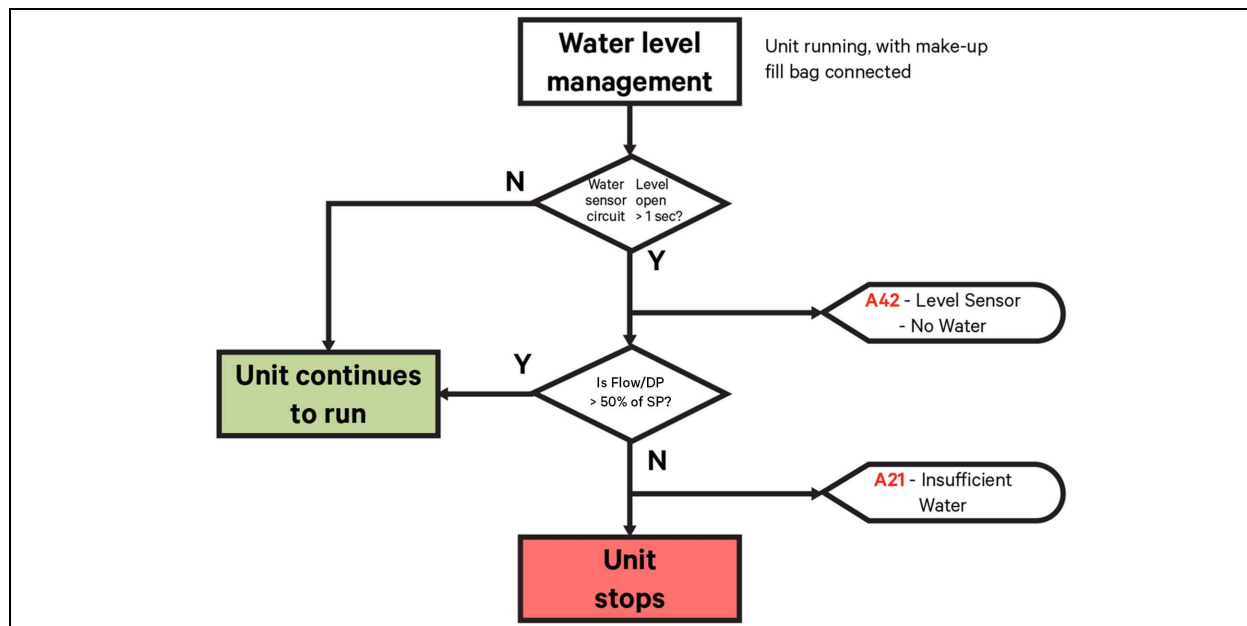 Water level
management
Unit running, with make-up
fill bag connected
N
Water Level
sensor open
circuit > 1 sec?
Y
A42 - Level Sensor
- No Water
Unit continues
to run
Y
Is Flow/DP
> 50% of SP?
N
A21 - Insufficient
Water
Unit
stops